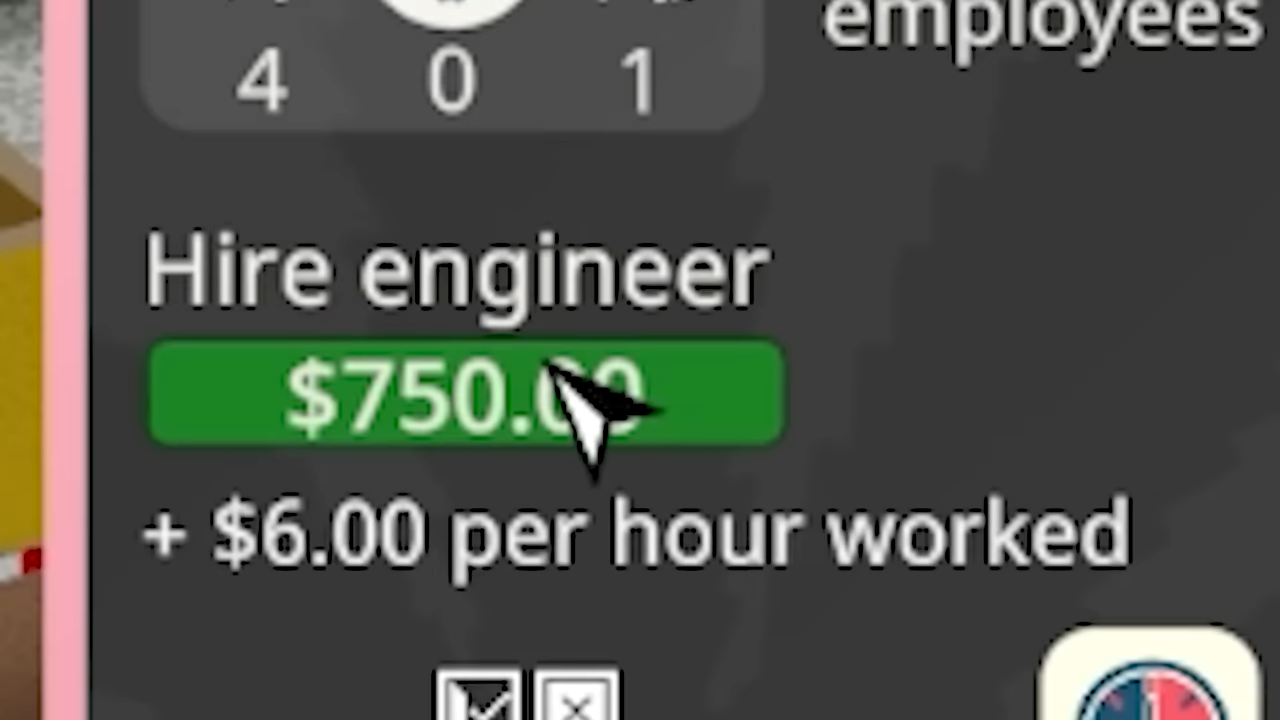 employees
4 0 1
Hire engineer
$750.00
+ $6.00 per hour worked